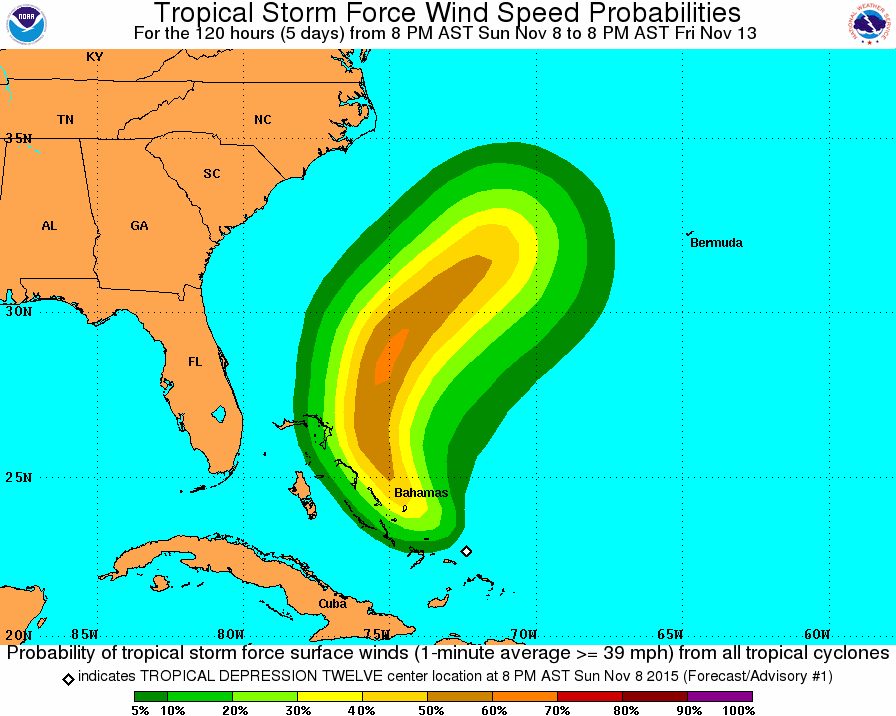 Tropical Storm Force Wind Speed Probabilities
For the 120 hours (5 days) from 8 PM AST Sun Nov 8 to 8 PM AST Fri Nov 13
NOAA
NATIONAL WEATHER SERVICE
KY
TN
NC
35N
SC
AL
GA
Bermuda
30N
FL
25N
Bahamas
Cuba
20N 85W 80W 75W 70W 65W 60W
Probability of tropical storm force surface winds (1-minute average >= 39 mph) from all tropical cyclones
indicates TROPICAL DEPRESSION TWELVE center location at 8 PM AST Sun Nov 8 2015 (Forecast/Advisory #1)
5% 10% 20% 30% 40% 50% 60% 70% 80% 90% 100%